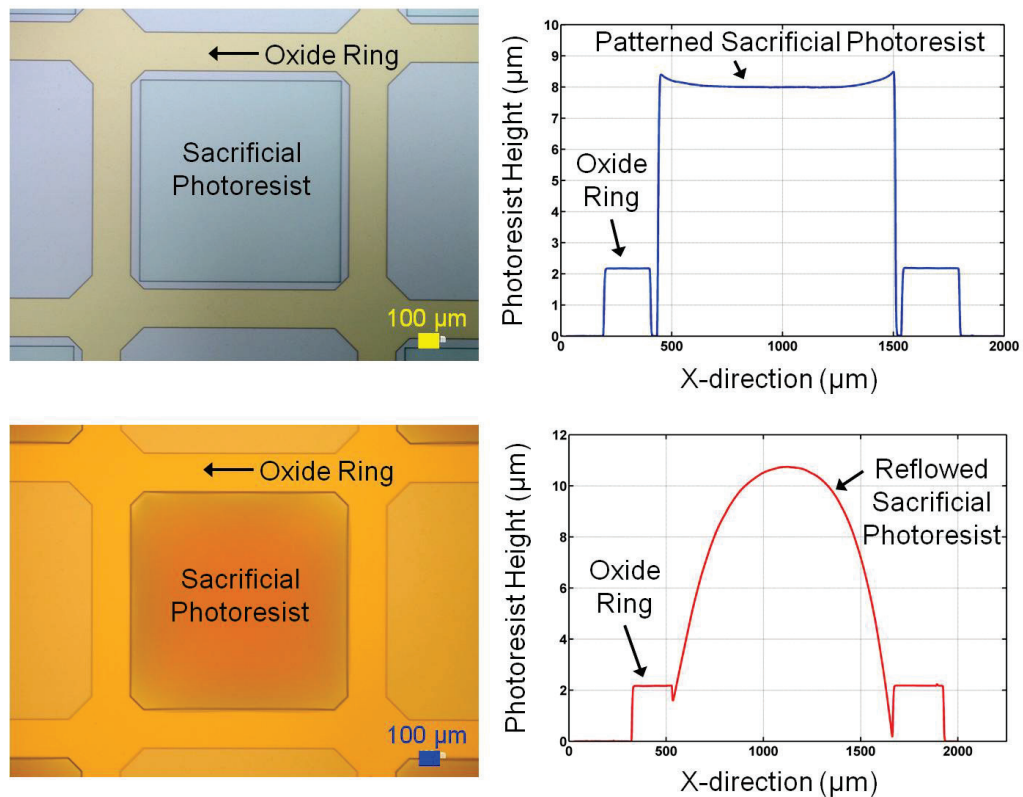 Oxide Ring
Sacrificial
Photoresist
100 µm
Photoresist Height (µm)
10
9
8
7
6
5
4
3
2
1
0
Patterned Sacrificial Photoresist
Oxide
Ring
0 500 1000 1500 2000
X-direction (µm)
Oxide Ring
Sacrificial
Photoresist
100 µm
Photoresist Height (µm)
12
10
8
6
4
2
0
Reflowed
Sacrificial
Photoresist
Oxide
Ring
0 500 1000 1500 2000
X-direction (µm)